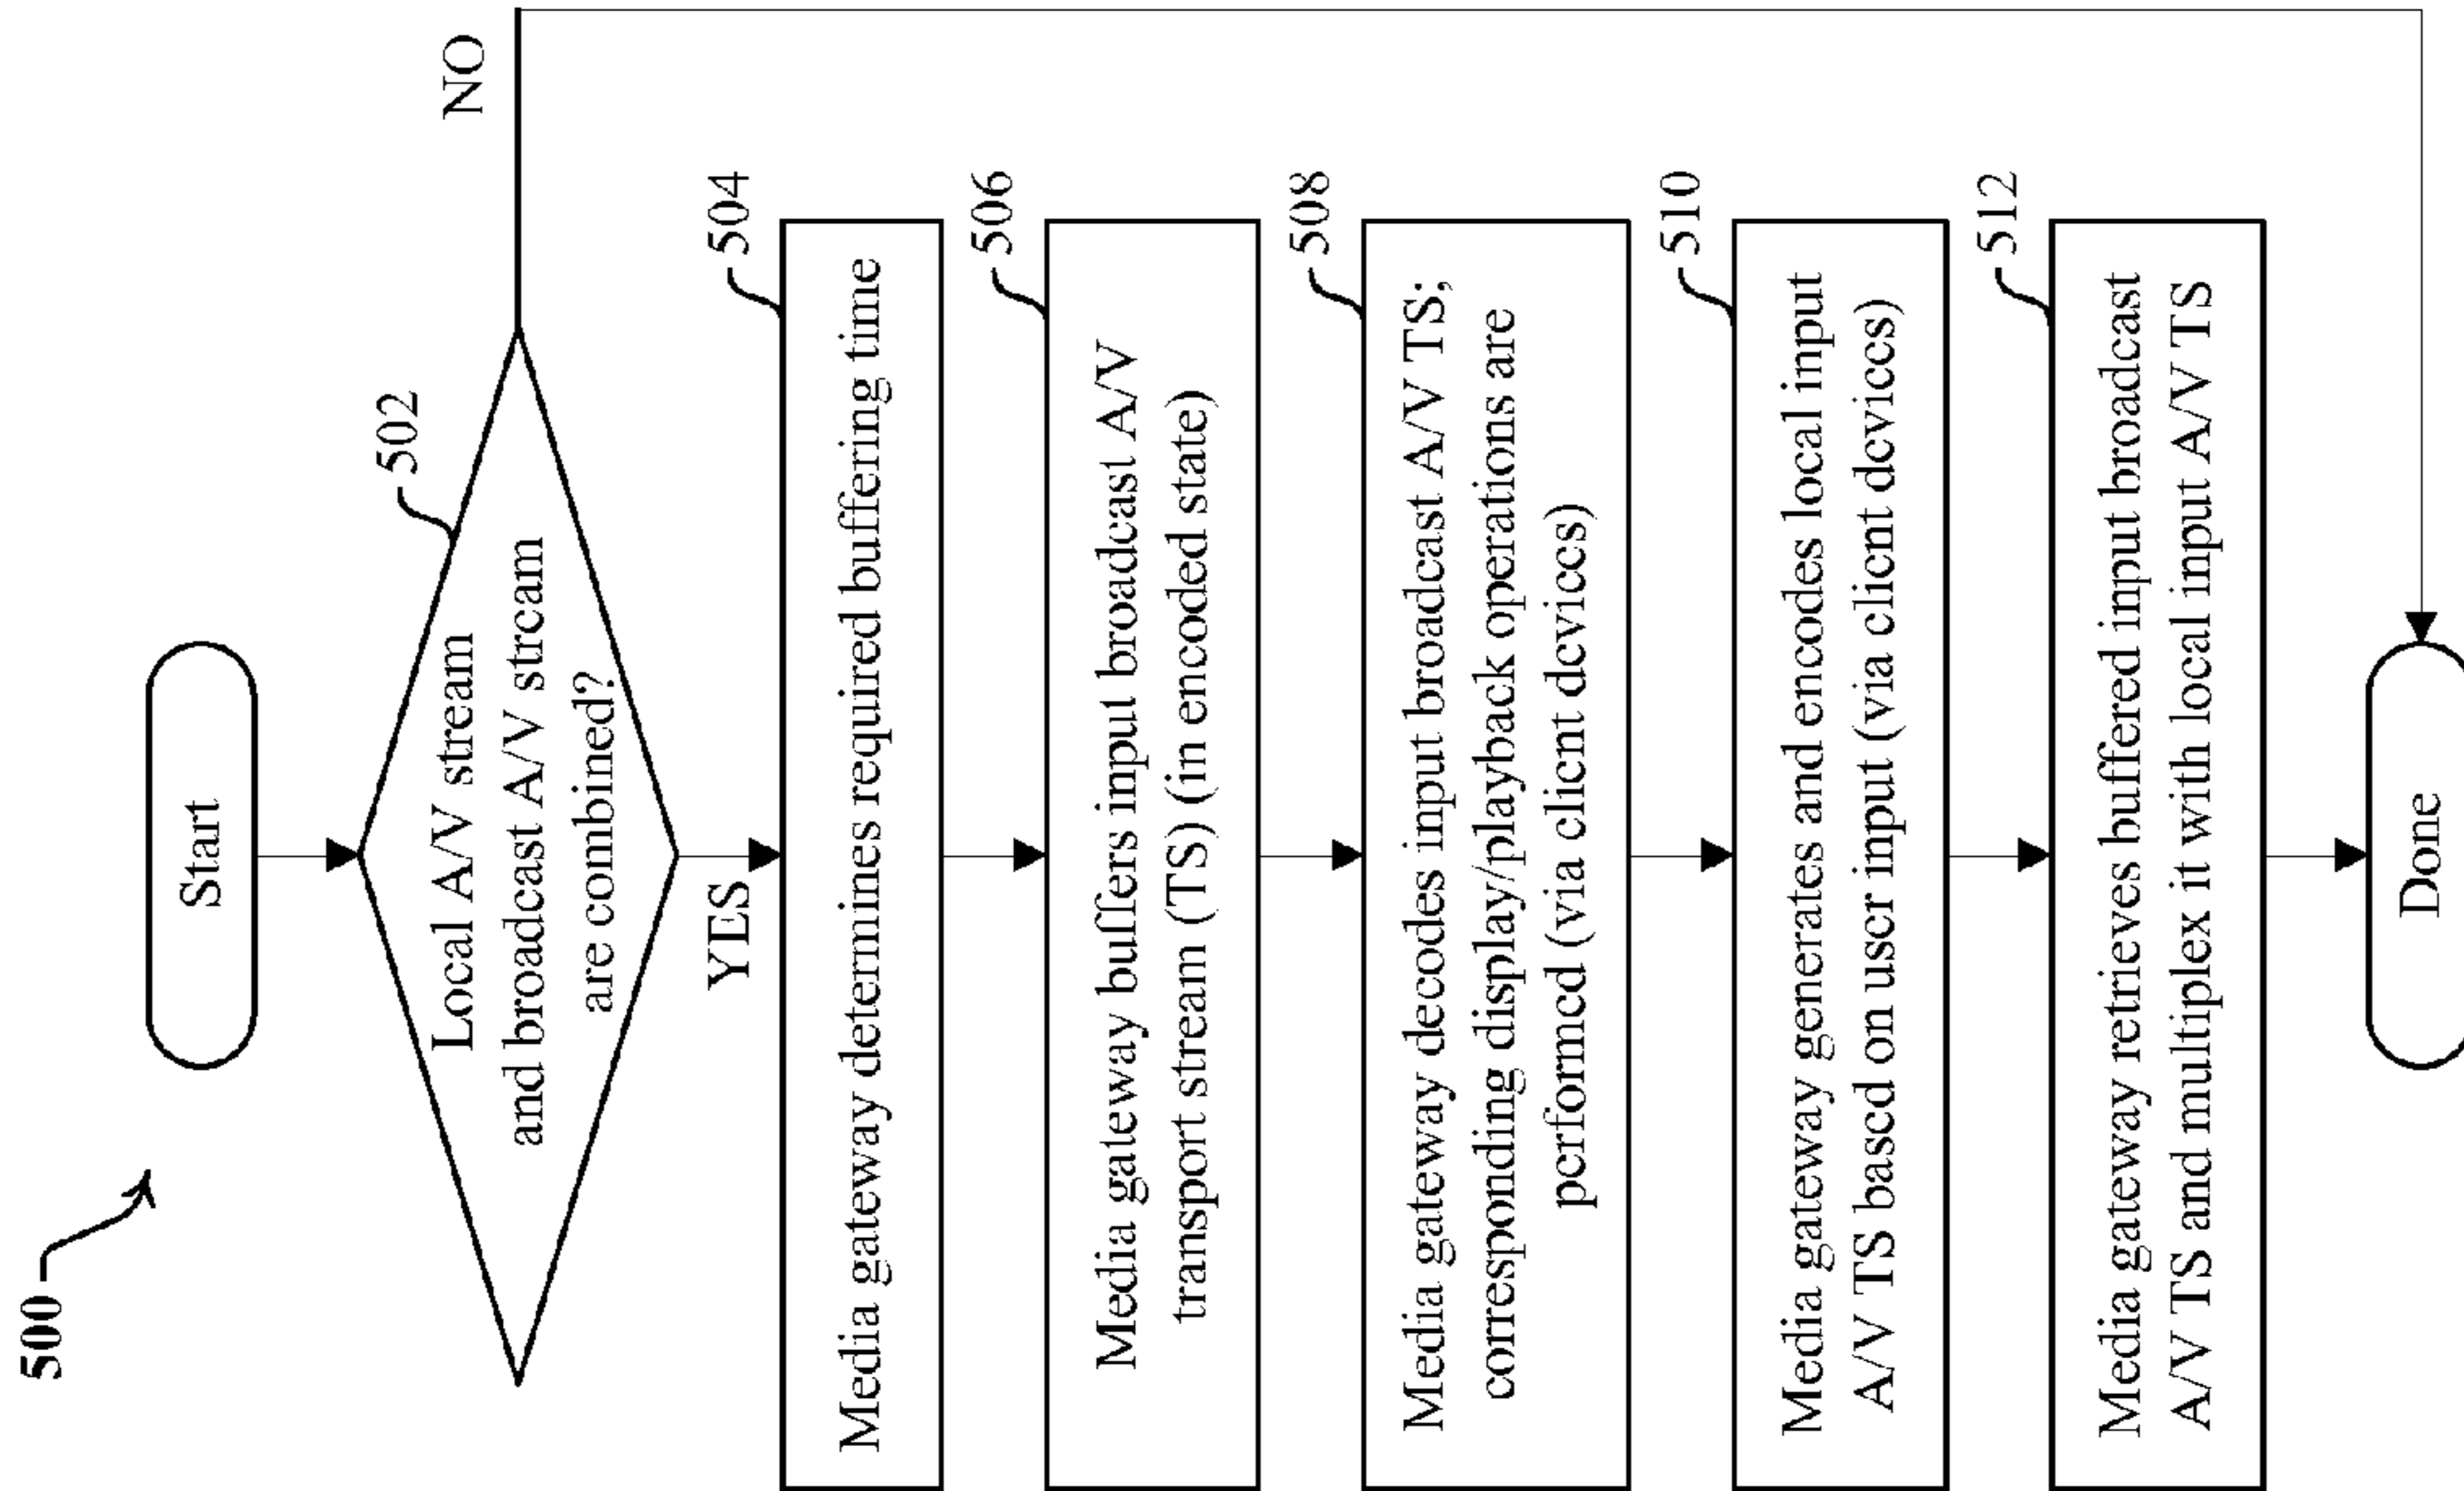 500
Start
Local A/V stream
and broadcast A/V stream
are combined?
502
NO
YES
504
Media gateway determines required buffering time
506
Media gateway buffers input broadcast A/V
transport stream (TS) (in encoded state)
508
Media gateway decodes input broadcast A/V TS;
corresponding display/playback operations are
performed (via client devices)
510
Media gateway generates and encodes local input
A/V TS based on user input (via client devices)
512
Media gateway retrieves buffered input broadcast
A/V TS and multiplex it with local input A/V TS
Done